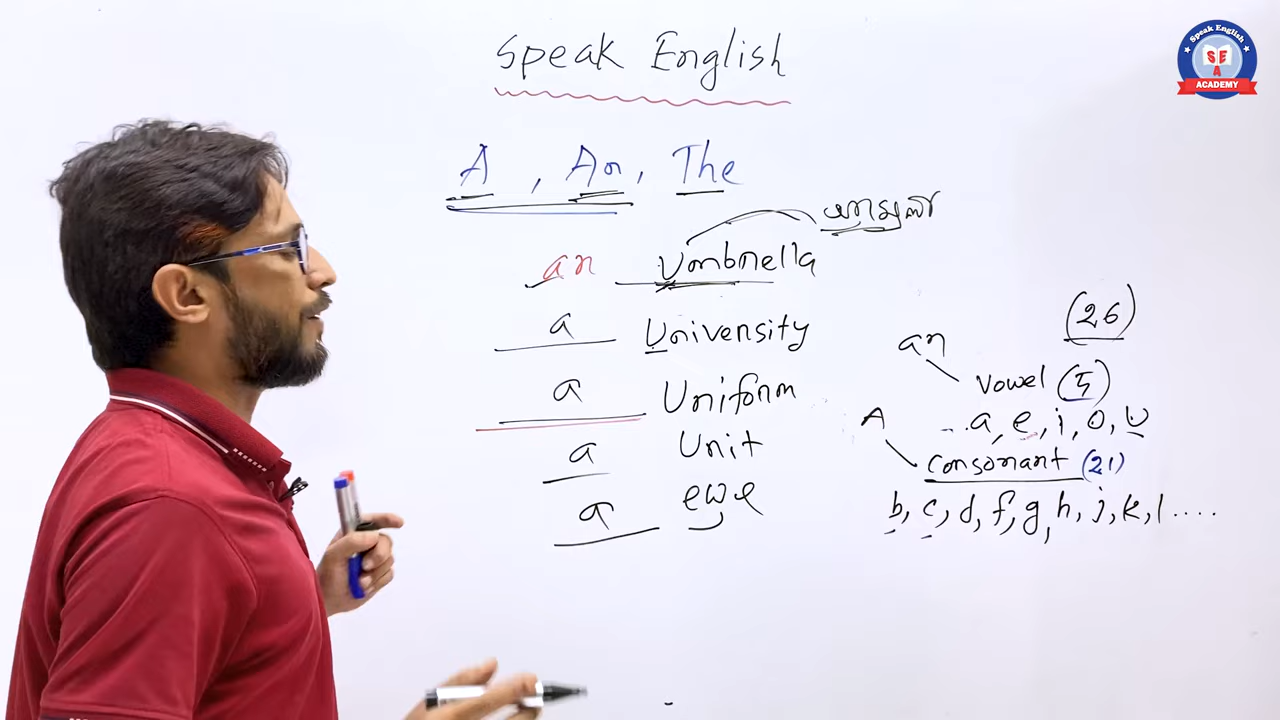 Speak English
Speak English
SEA
ACADEMY
A, An, The
an Umbrella
a University
a Uniform
a Unit
a ewe
(26)
an
Vowel (5)
a, e, i, o, u
A
Consonant (21)
b, c, d, f, g, h, j, k, l ....